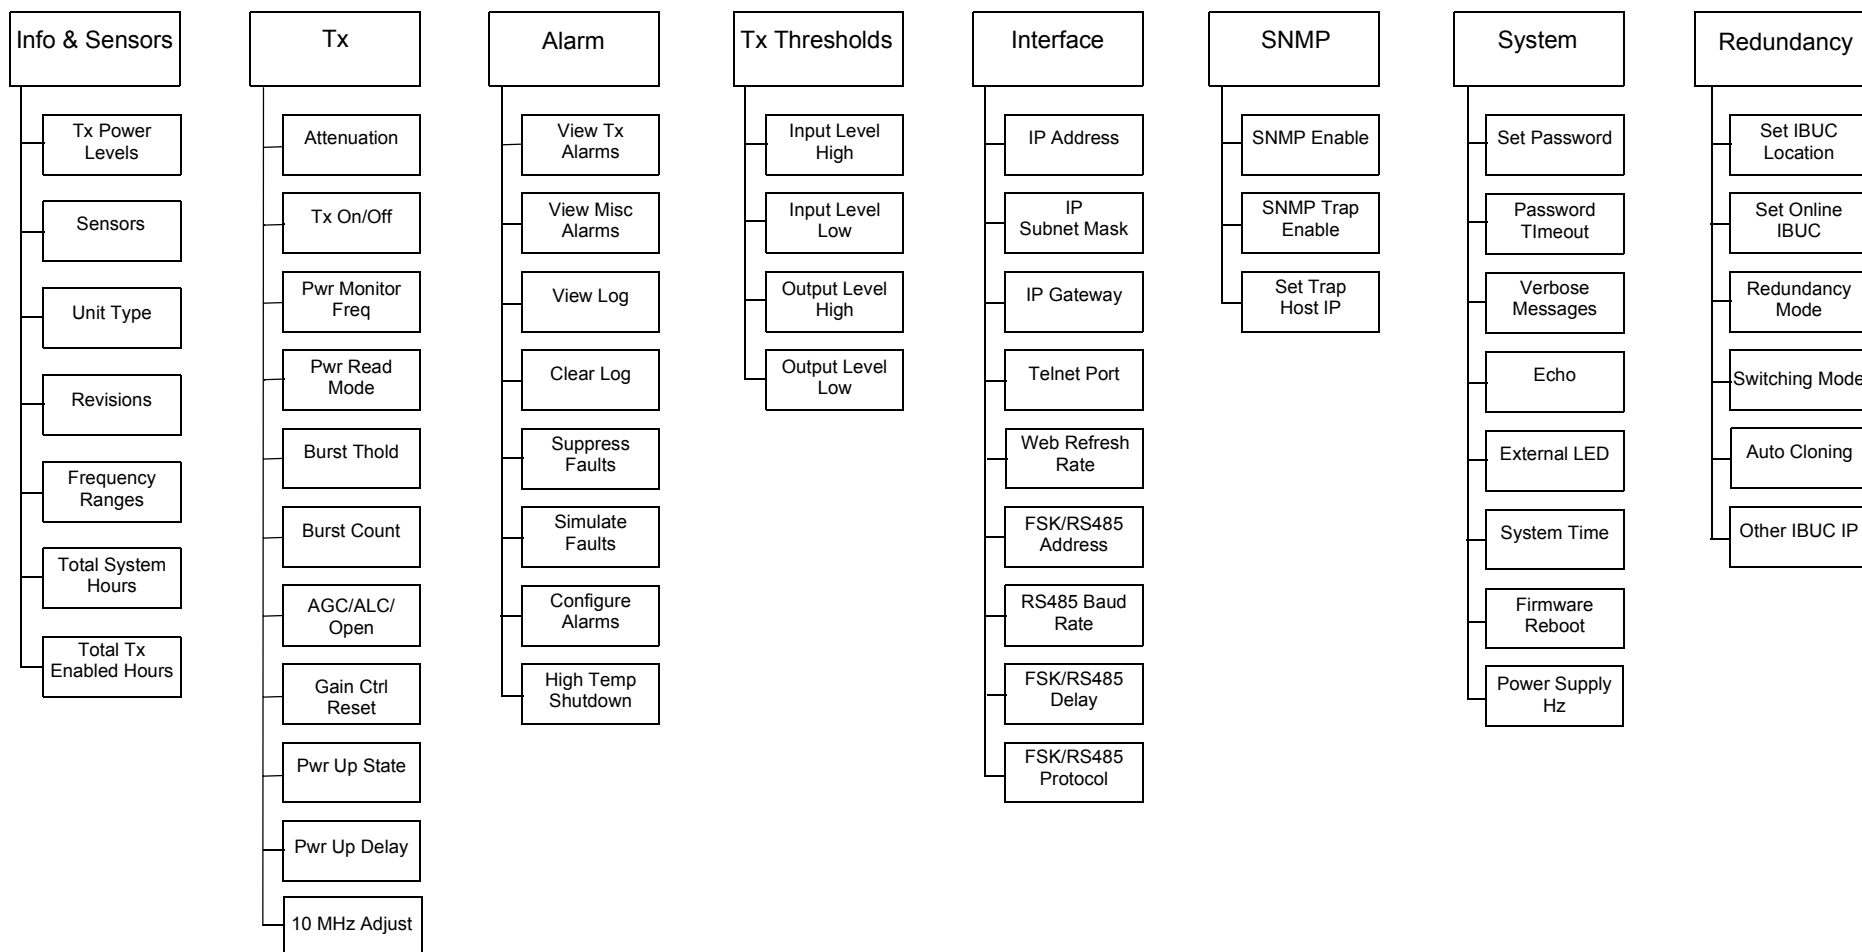 Info & Sensors
Tx Power
Levels
Sensors
Unit Type
Revisions
Frequency
Ranges
Total System
Hours
Total Tx
Enabled Hours
Tx
Attenuation
Tx On/Off
Pwr Monitor
Freq
Pwr Read
Mode
Burst Thold
Burst Count
AGC/ALC/
Open
Gain Ctrl
Reset
Pwr Up State
Pwr Up Delay
10 MHz Adjust
Alarm
View Tx
Alarms
View Misc
Alarms
View Log
Clear Log
Suppress
Faults
Simulate
Faults
Configure
Alarms
High Temp
Shutdown
Tx Thresholds
Input Level
High
Input Level
Low
Output Level
High
Output Level
Low
Interface
IP Address
IP
Subnet Mask
IP Gateway
Telnet Port
Web Refresh
Rate
FSK/RS485
Address
RS485 Baud
Rate
FSK/RS485
Delay
FSK/RS485
Protocol
SNMP
SNMP Enable
SNMP Trap
Enable
Set Trap
Host IP
System
Set Password
Password
TImeout
Verbose
Messages
Echo
External LED
System Time
Firmware
Reboot
Power Supply
Hz
Redundancy
Set IBUC
Location
Set Online
IBUC
Redundancy
Mode
Switching Mode
Auto Cloning
Other IBUC IP